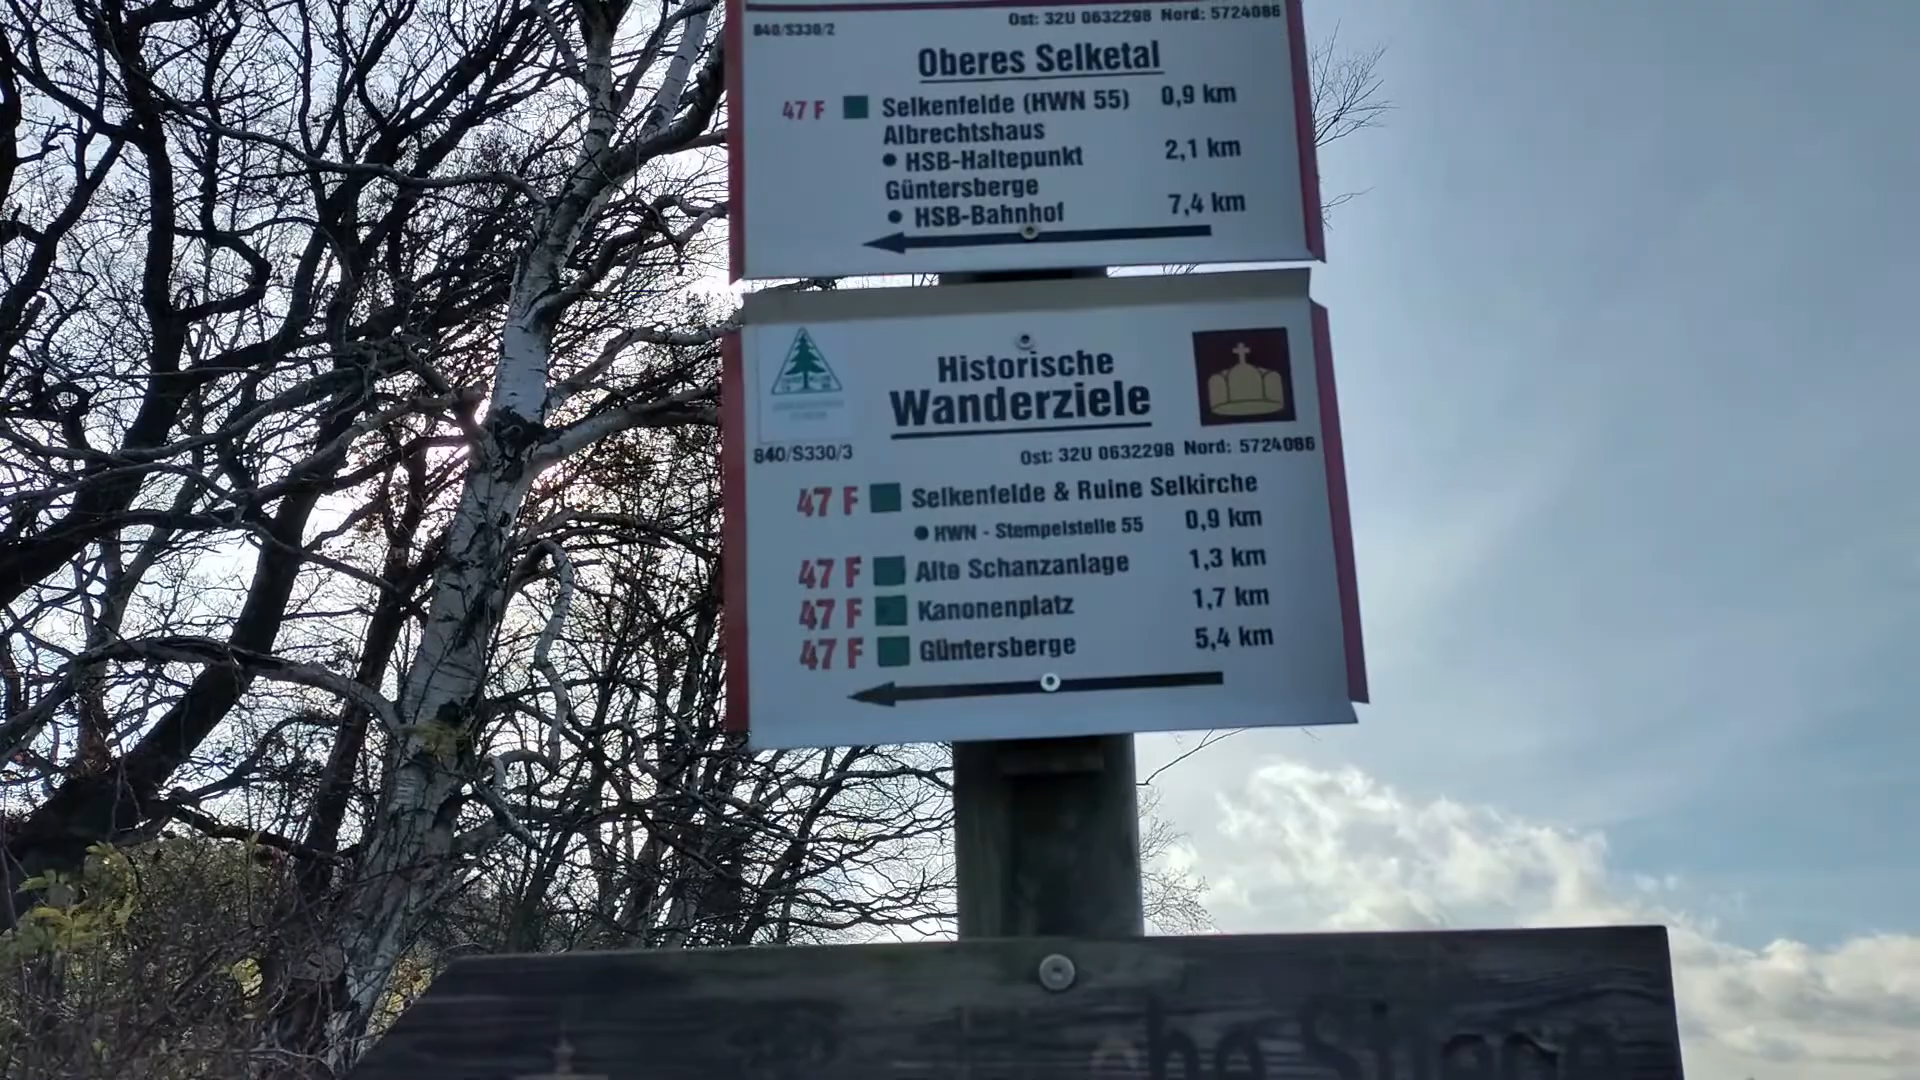 Ost: 32U 0632298 Nord: 5724086
840/S330/2
Oberes Selketal
47 F Selkenfelde (HWN 55) 0,9 km
Albrechtshaus
• HSB-Haltepunkt 2,1 km
Güntersberge
• HSB-Bahnhof 7,4 km
Historische
Wanderziele
840/S330/3 Ost: 32U 0632298 Nord: 5724086
47 F Selkenfelde & Ruine Selkirche
• HWN - Stempelstelle 55 0,9 km
47 F Alte Schanzanlage 1,3 km
47 F Kanonenplatz 1,7 km
47 F Güntersberge 5,4 km